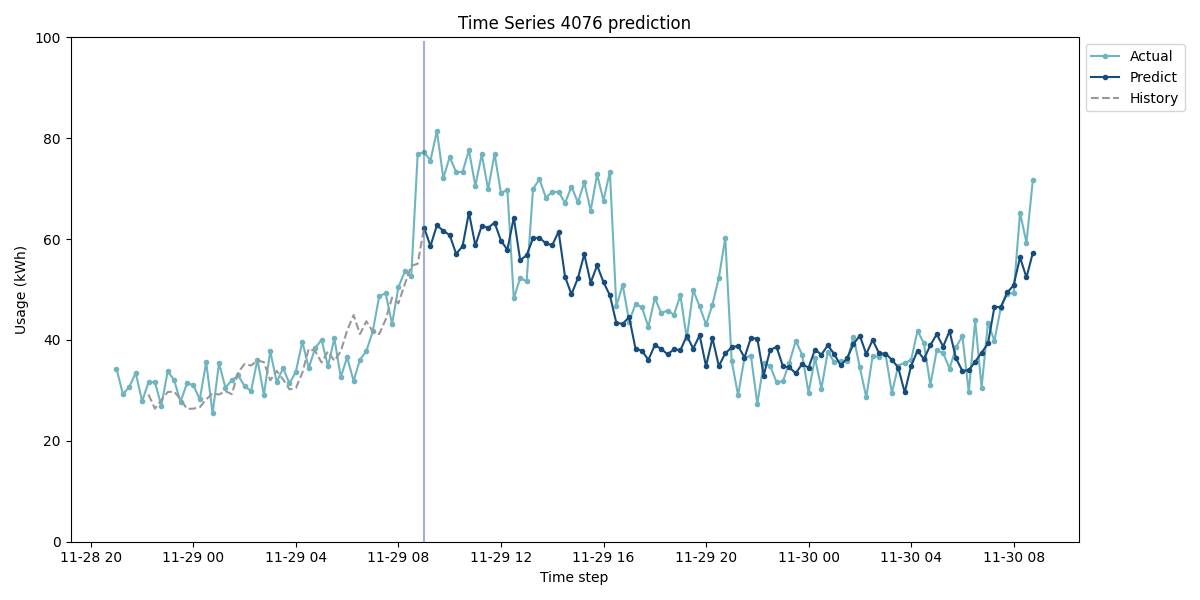 Time Series 4076 prediction
100
80
60
40
20
0
Usage (kWh)
11-28 20
11-29 00
11-29 04
11-29 08
11-29 12
11-29 16
11-29 20
11-30 00
11-30 04
11-30 08
Time step
Actual
Predict
History